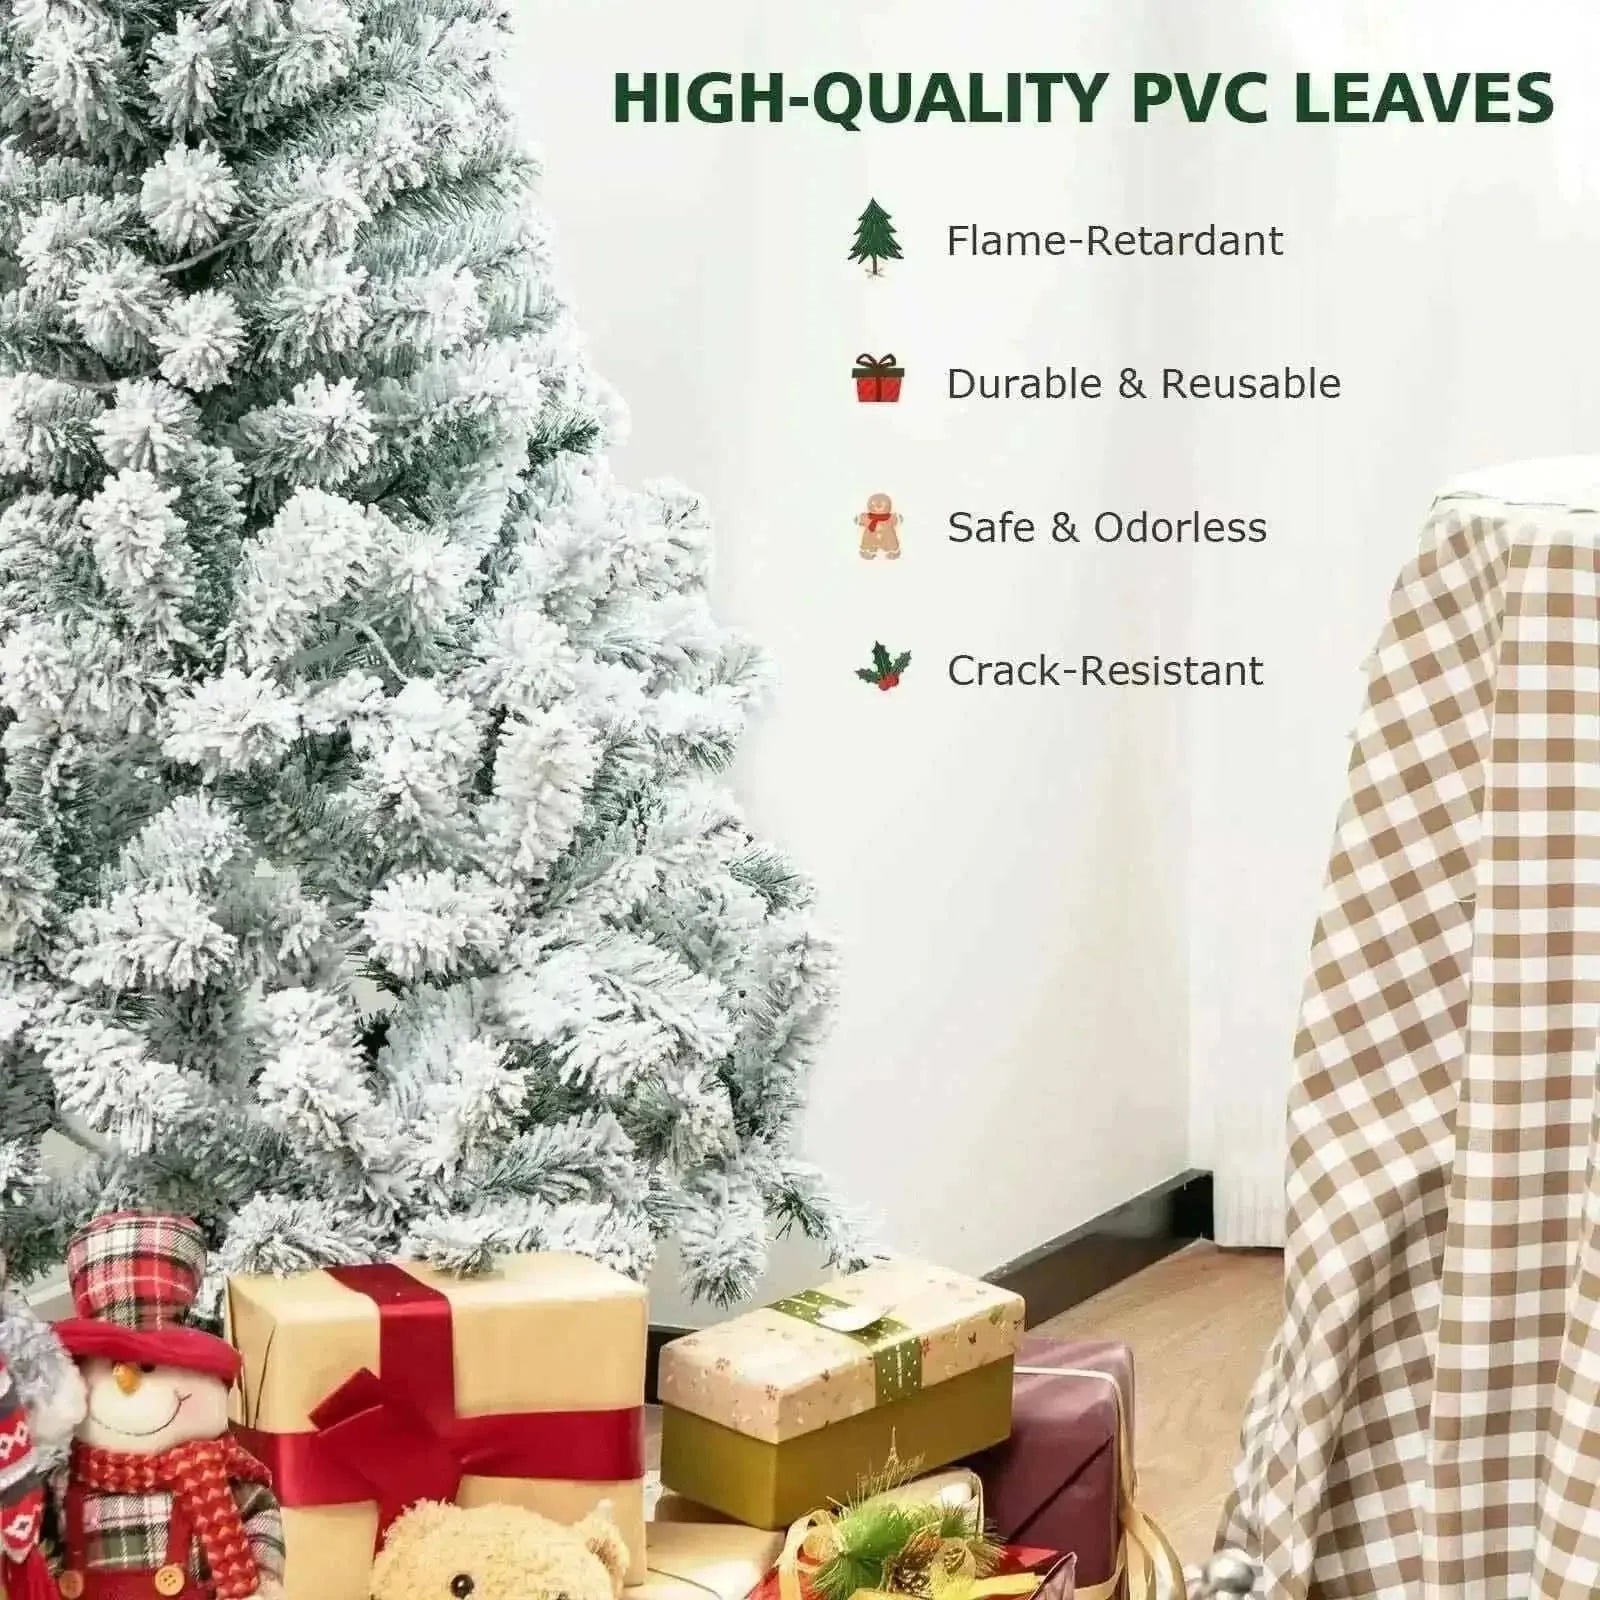 HIGH-QUALITY PVC LEAVES
Flame-Retardant
Durable & Reusable
Safe & Odorless
Crack-Resistant